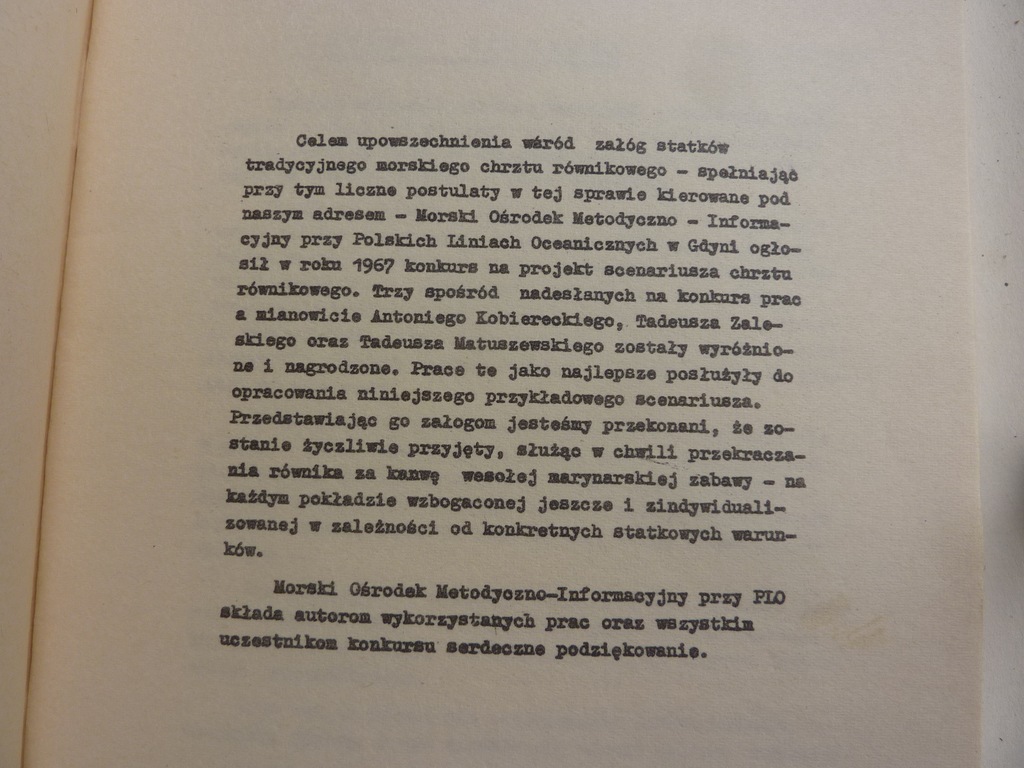 Celem upowszechnienia wśród załóg statków
tradycyjnego morskiego chrztu równikowego - spełniając
przy tym liczne postulaty w tej sprawie kierowane pod
naszym adresem - Morski Ośrodek Metodyczno - Informa-
cyjny przy Polskich Liniach Oceanicznych w Gdyni ogło-
sił w roku 1967 konkurs na projekt scenariusza chrztu
równikowego. Trzy spośród nadesłanych na konkurs prac
a mianowicie Antoniego Kobiereckiego, Tadeusza Zale-
skiego oraz Tadeusza Matuszewskiego zostały wyróżnio-
ne i nagrodzone. Prace te jako najlepsze posłużyły do
opracowania niniejszego przykładowego scenariusza.
Przedstawiając go załogom jesteśmy przekonani, że zo-
stanie życzliwie przyjęty, służąc w chwili przekracza-
nia równika za kanwę wesołej marynarskiej zabawy - na
każdym pokładzie wzbogaconej jeszcze i zindywiduali-
zowanej w zależności od konkretnych statkowych warun-
ków.
Morski Ośrodek Metodyczno-Informacyjny przy PLO
składa autorom wykorzystanych prac oraz wszystkim
uczestnikom konkursu serdeczne podziękowanie.